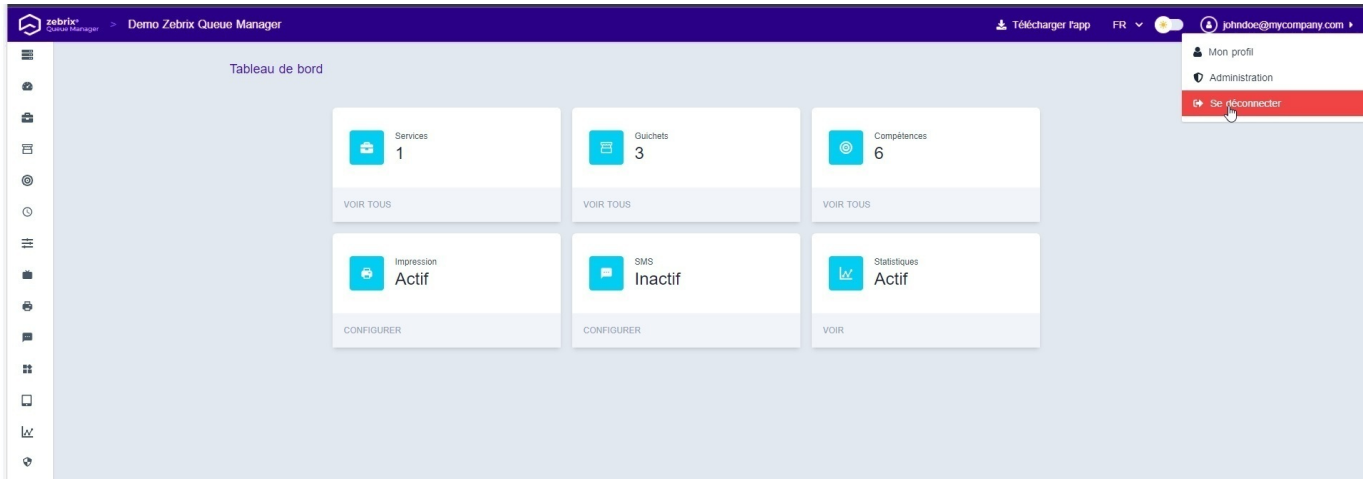 zebrix®
Queue Manager
> Demo Zebrix Queue Manager
Télécharger l'app
FR
johndoe@mycompany.com
Mon profil
Administration
Se déconnecter
Tableau de bord
Services
1
VOIR TOUS
Guichets
3
VOIR TOUS
Compétences
6
VOIR TOUS
Impression
Actif
CONFIGURER
SMS
Inactif
CONFIGURER
Statistiques
Actif
VOIR